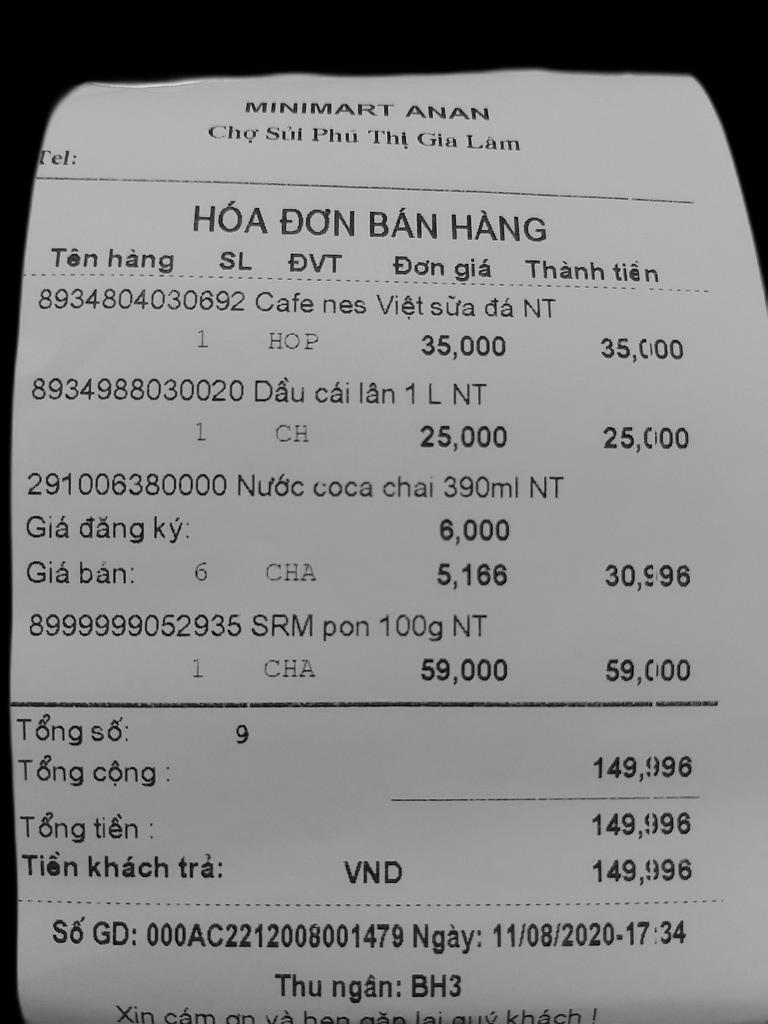 MINIMART ANAN
Chợ Sủi Phú Thị Gia Lâm
Tel:
HÓA ĐƠN BÁN HÀNG
Tên hàng SL ĐVT Đơn giá Thành tiền
8934804030692 Cafe nes Việt sữa đá NT
1 HOP 35,000 35,000
8934988030020 Dầu cái lân 1 L NT
1 CH 25,000 25,000
291006380000 Nước coca chai 390ml NT
Giá đăng ký: 6,000
Giá bán: 6 CHA 5,166 30,996
8999999052935 SRM pon 100g NT
1 CHA 59,000 59,000
Tổng số: 9
Tổng cộng : 149,996
Tổng tiền : 149,996
Tiền khách trả: VND 149,996
Số GD: 000AC2212008001479 Ngày: 11/08/2020-17:34
Thu ngân: BH3
Xin cám ơn và hẹn gặp lại quý khách !